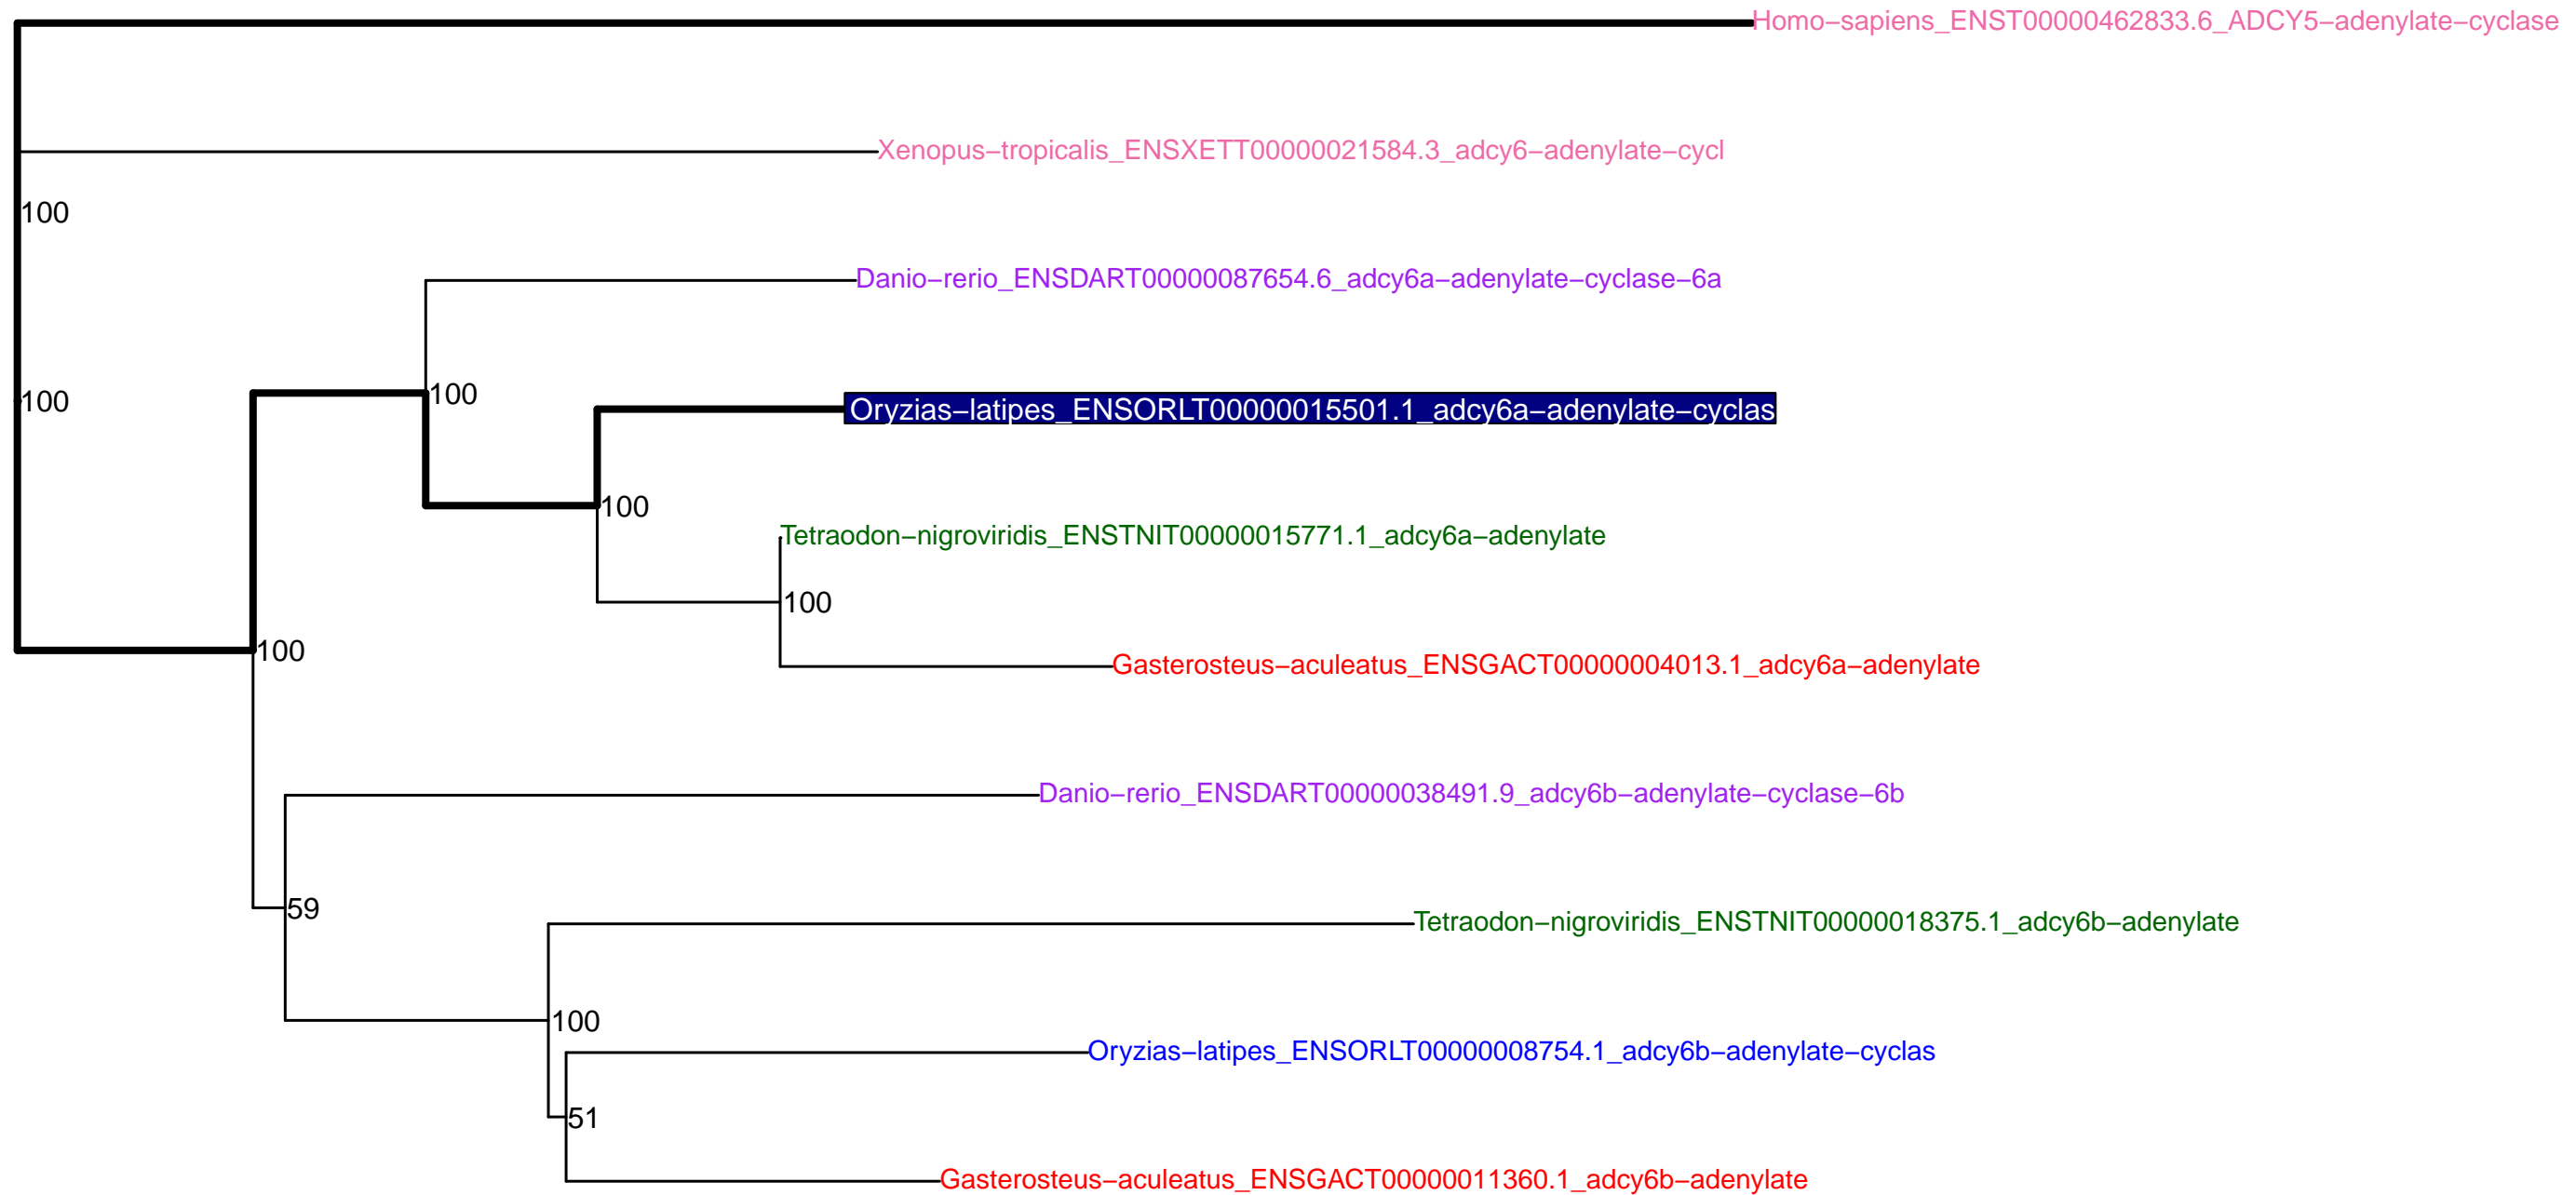 Homo−sapiens_ENST00000462833.6_ADCY5−adenylate−cyclase
Xenopus−tropicalis_ENSXETT00000021584.3_adcy6−adenylate−cycl
100
Danio−rerio_ENSDART00000087654.6_adcy6a−adenylate−cyclase−6a
100
100
Oryzias−latipes_ENSORLT00000015501.1_adcy6a−adenylate−cyclas
100
Tetraodon−nigroviridis_ENSTNIT00000015771.1_adcy6a−adenylate
100
100
Gasterosteus−aculeatus_ENSGACT00000004013.1_adcy6a−adenylate
Danio−rerio_ENSDART00000038491.9_adcy6b−adenylate−cyclase−6b
59
Tetraodon−nigroviridis_ENSTNIT00000018375.1_adcy6b−adenylate
100
Oryzias−latipes_ENSORLT00000008754.1_adcy6b−adenylate−cyclas
51
Gasterosteus−aculeatus_ENSGACT00000011360.1_adcy6b−adenylate